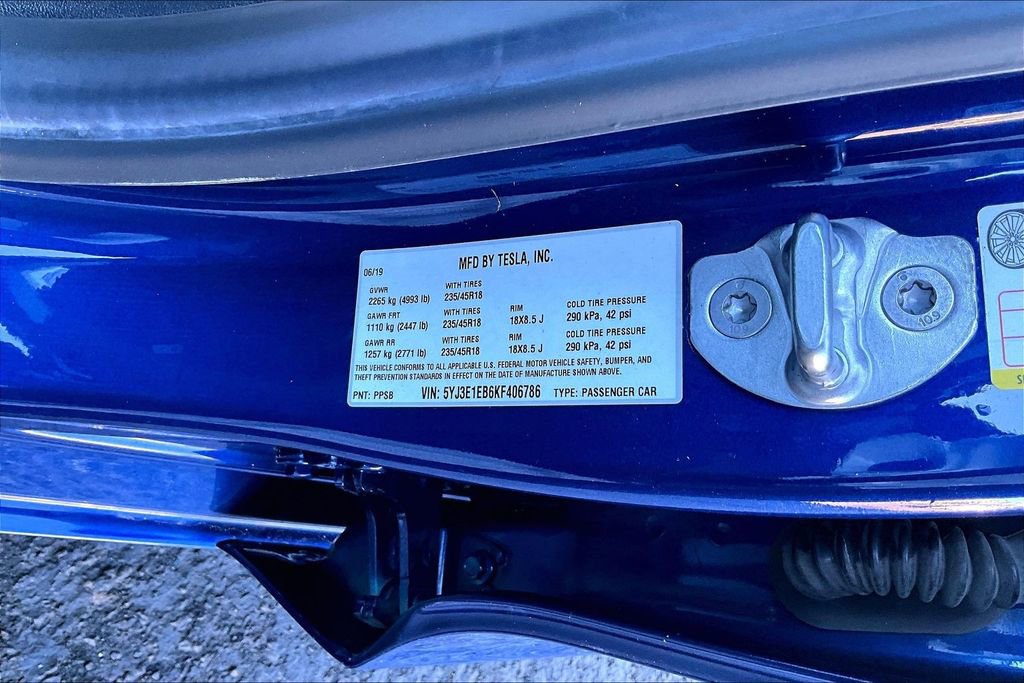 MFD BY TESLA, INC.
06/19
GVWR WITH TIRES
2265 kg (4993 lb) 235/45R18
GAWR FRT WITH TIRES RIM COLD TIRE PRESSURE
1110 kg (2447 lb) 235/45R18 18X8.5 J 290 kPa, 42 psi
GAWR RR WITH TIRES RIM COLD TIRE PRESSURE
1257 kg (2771 lb) 235/45R18 18X8.5 J 290 kPa, 42 psi
THIS VEHICLE CONFORMS TO ALL APPLICABLE U.S. FEDERAL MOTOR VEHICLE SAFETY, BUMPER, AND
THEFT PREVENTION STANDARDS IN EFFECT ON THE DATE OF MANUFACTURE SHOWN ABOVE.
PNT: PPSB VIN: 5YJ3E1EB6KF406786 TYPE: PASSENGER CAR
109
109